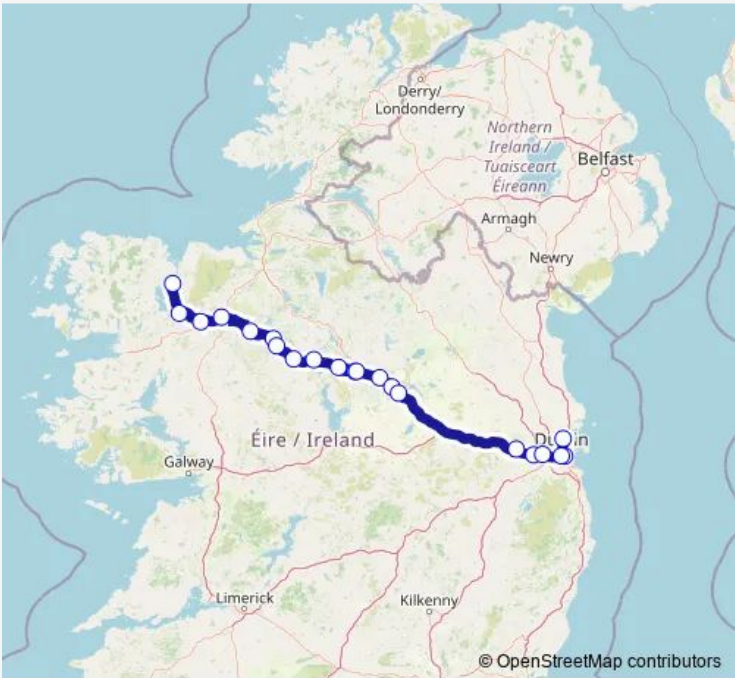 Derry/
Londonderry
Northern
Ireland /
Tuaisceart
Éireann
Belfast
Armagh
Newry
Éire / Ireland
Galway
Limerick
Kilkenny
© OpenStreetMap contributors